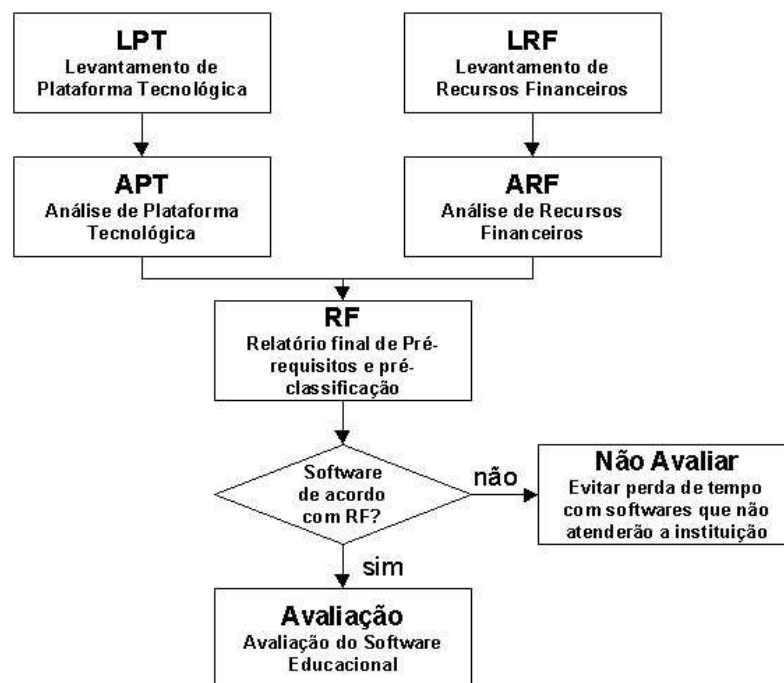 LPT
Levantamento de
Plataforma Tecnológica
LRF
Levantamento de
Recursos Financeiros
APT
Análise de Plataforma
Tecnológica
ARF
Análise de Recursos
Financeiros
RF
Relatório final de Pré-
requisitos e pré-
classificação
Software
de acordo
com RF?
não
Não Avaliar
Evitar perda de tempo
com softwares que não
atenderão a instituição
sim
Avaliação
Avaliação do Software
Educacional